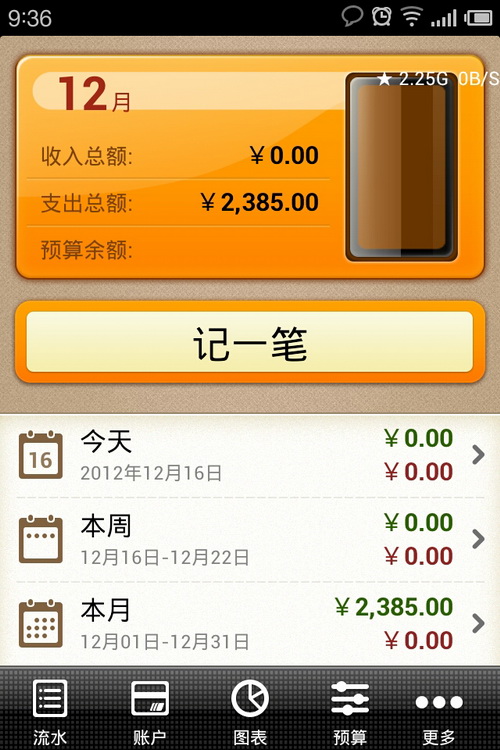 9:36
★ 2.25G 0B/S
12月
收入总额: ￥0.00
支出总额: ￥2,385.00
预算余额:
记一笔
16
今天 ￥0.00
2012年12月16日 ￥0.00
本周 ￥0.00
12月16日-12月22日 ￥0.00
本月 ￥2,385.00
12月01日-12月31日 ￥0.00
流水 账户 图表 预算 更多